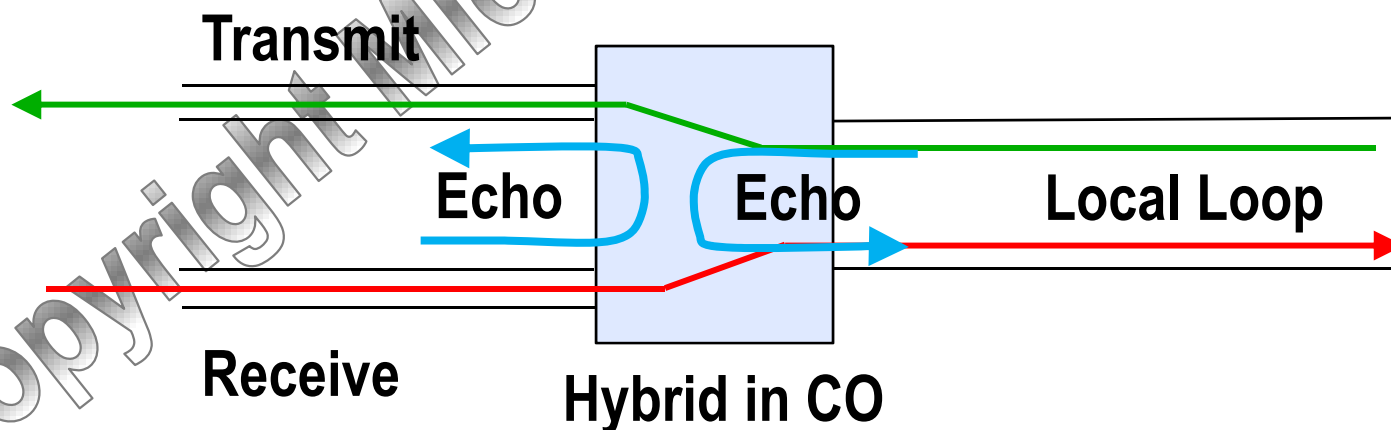 Transmit
Echo
Echo
Local Loop
Receive
Hybrid in CO